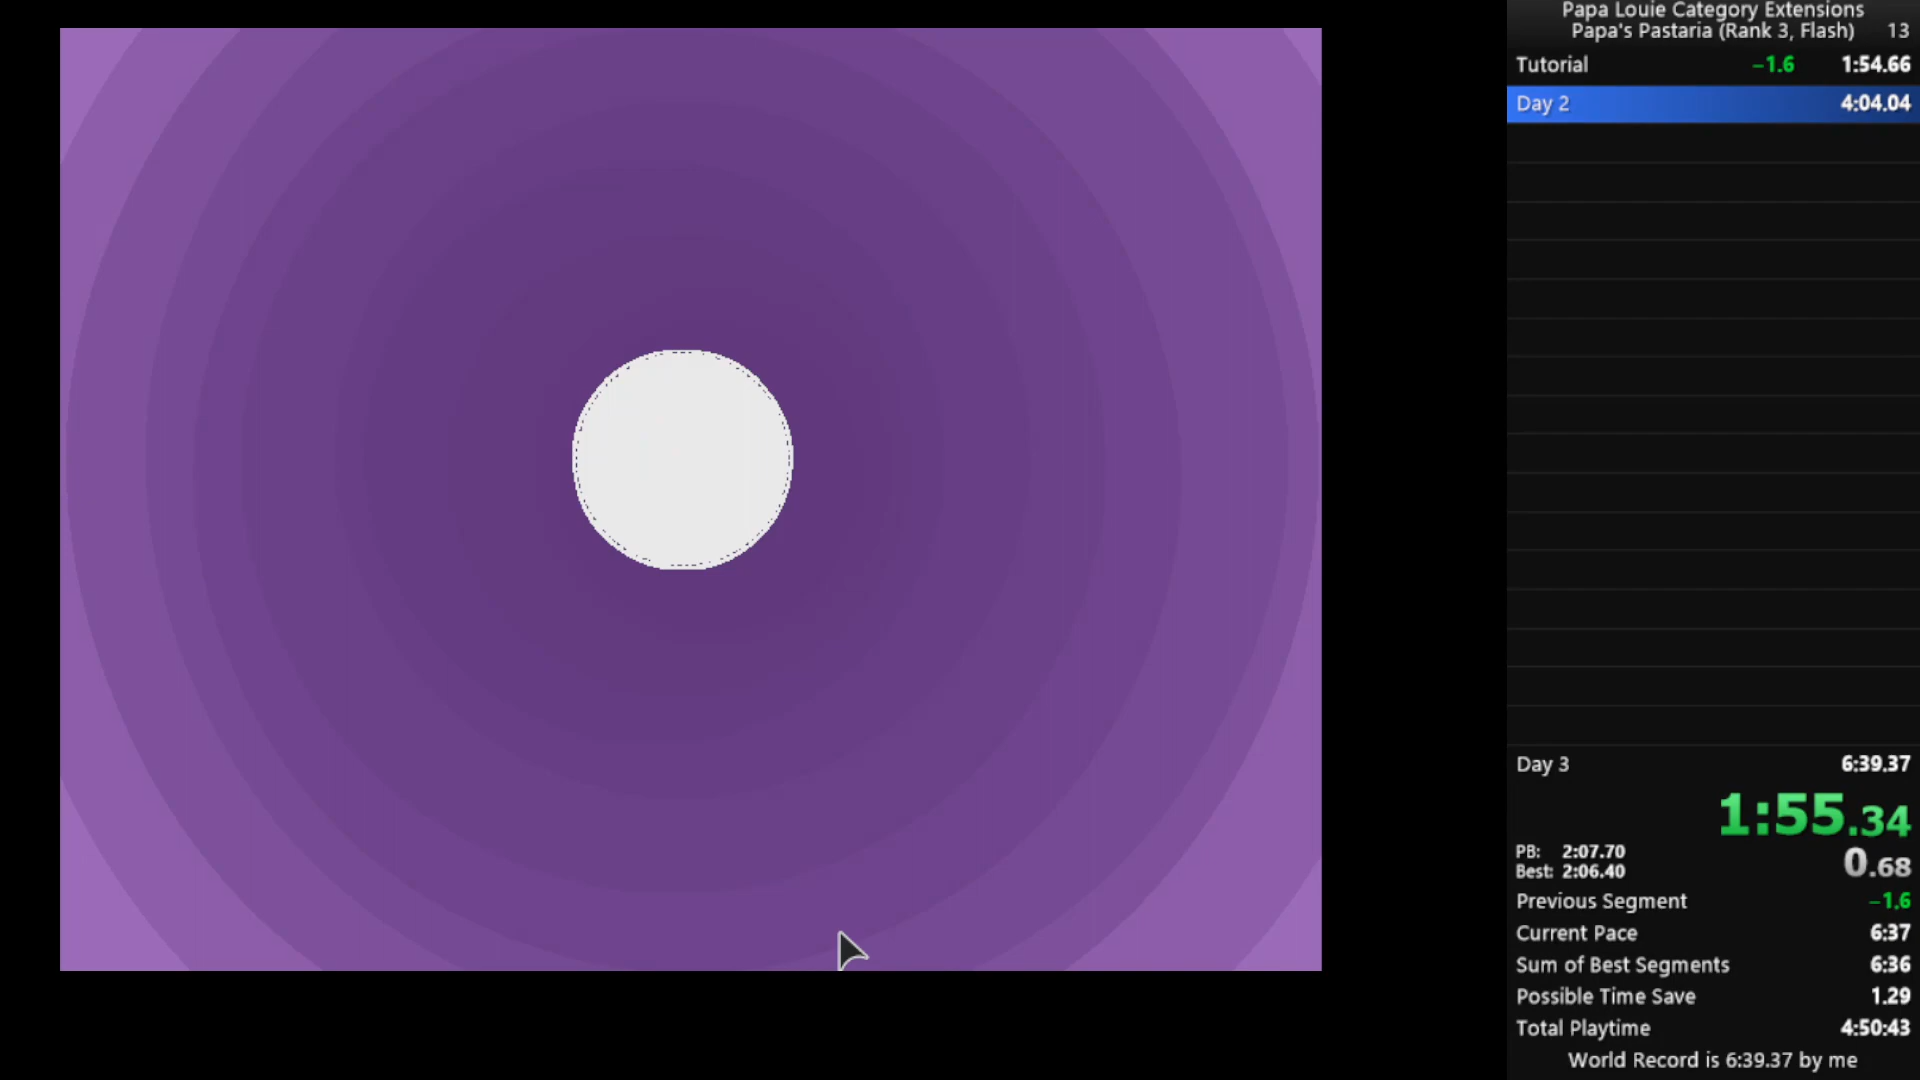 Papa Louie Category Extensions
Papa's Pastaria (Rank 3, Flash) 13
Tutorial −1.6 1:54.66
Day 2 4:04.04
Day 3 6:39.37
1:55.34
PB: 2:07.70
0.68
Best: 2:06.40
Previous Segment −1.6
Current Pace 6:37
Sum of Best Segments 6:36
Possible Time Save 1.29
Total Playtime 4:50:43
World Record is 6:39.37 by me